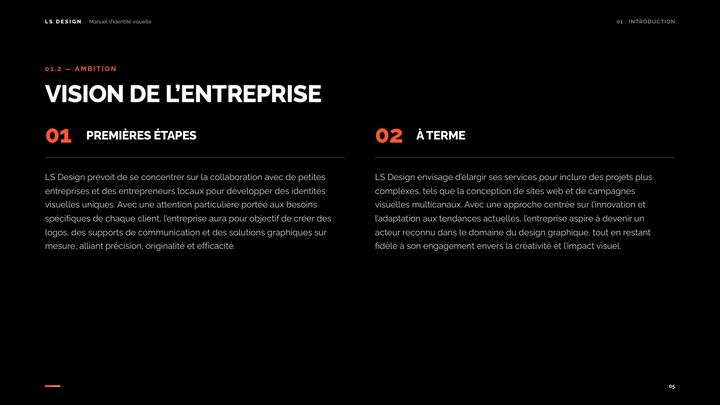 LS DESIGN Manuel d'identité visuelle
01 · INTRODUCTION
01.2 — AMBITION
VISION DE L'ENTREPRISE
01 PREMIÈRES ÉTAPES
LS Design prévoit de se concentrer sur la collaboration avec de petites
entreprises et des entrepreneurs locaux pour développer des identités
visuelles uniques. Avec une attention particulière portée aux besoins
spécifiques de chaque client, l'entreprise aura pour objectif de créer des
logos, des supports de communication et des solutions graphiques sur
mesure, alliant précision, originalité et efficacité.
02 À TERME
LS Design envisage d'élargir ses services pour inclure des projets plus
complexes, tels que la conception de sites web et de campagnes
visuelles multicanaux. Avec une approche centrée sur l'innovation et
l'adaptation aux tendances actuelles, l'entreprise aspire à devenir un
acteur reconnu dans le domaine du design graphique, tout en restant
fidèle à son engagement envers la créativité et l'impact visuel.
05